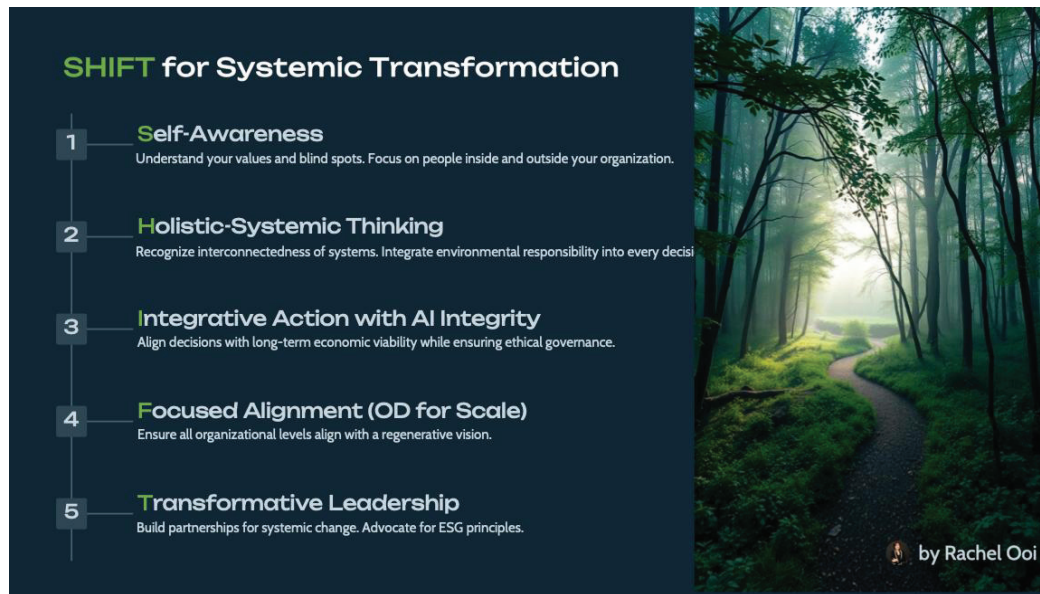 SHIFT for Systemic Transformation
1
Self-Awareness
Understand your values and blind spots. Focus on people inside and outside your organization.
2
Holistic-Systemic Thinking
Recognize interconnectedness of systems. Integrate environmental responsibility into every decisi
3
Integrative Action with AI Integrity
Align decisions with long-term economic viability while ensuring ethical governance.
4
Focused Alignment (OD for Scale)
Ensure all organizational levels align with a regenerative vision.
5
Transformative Leadership
Build partnerships for systemic change. Advocate for ESG principles.
by Rachel Ooi